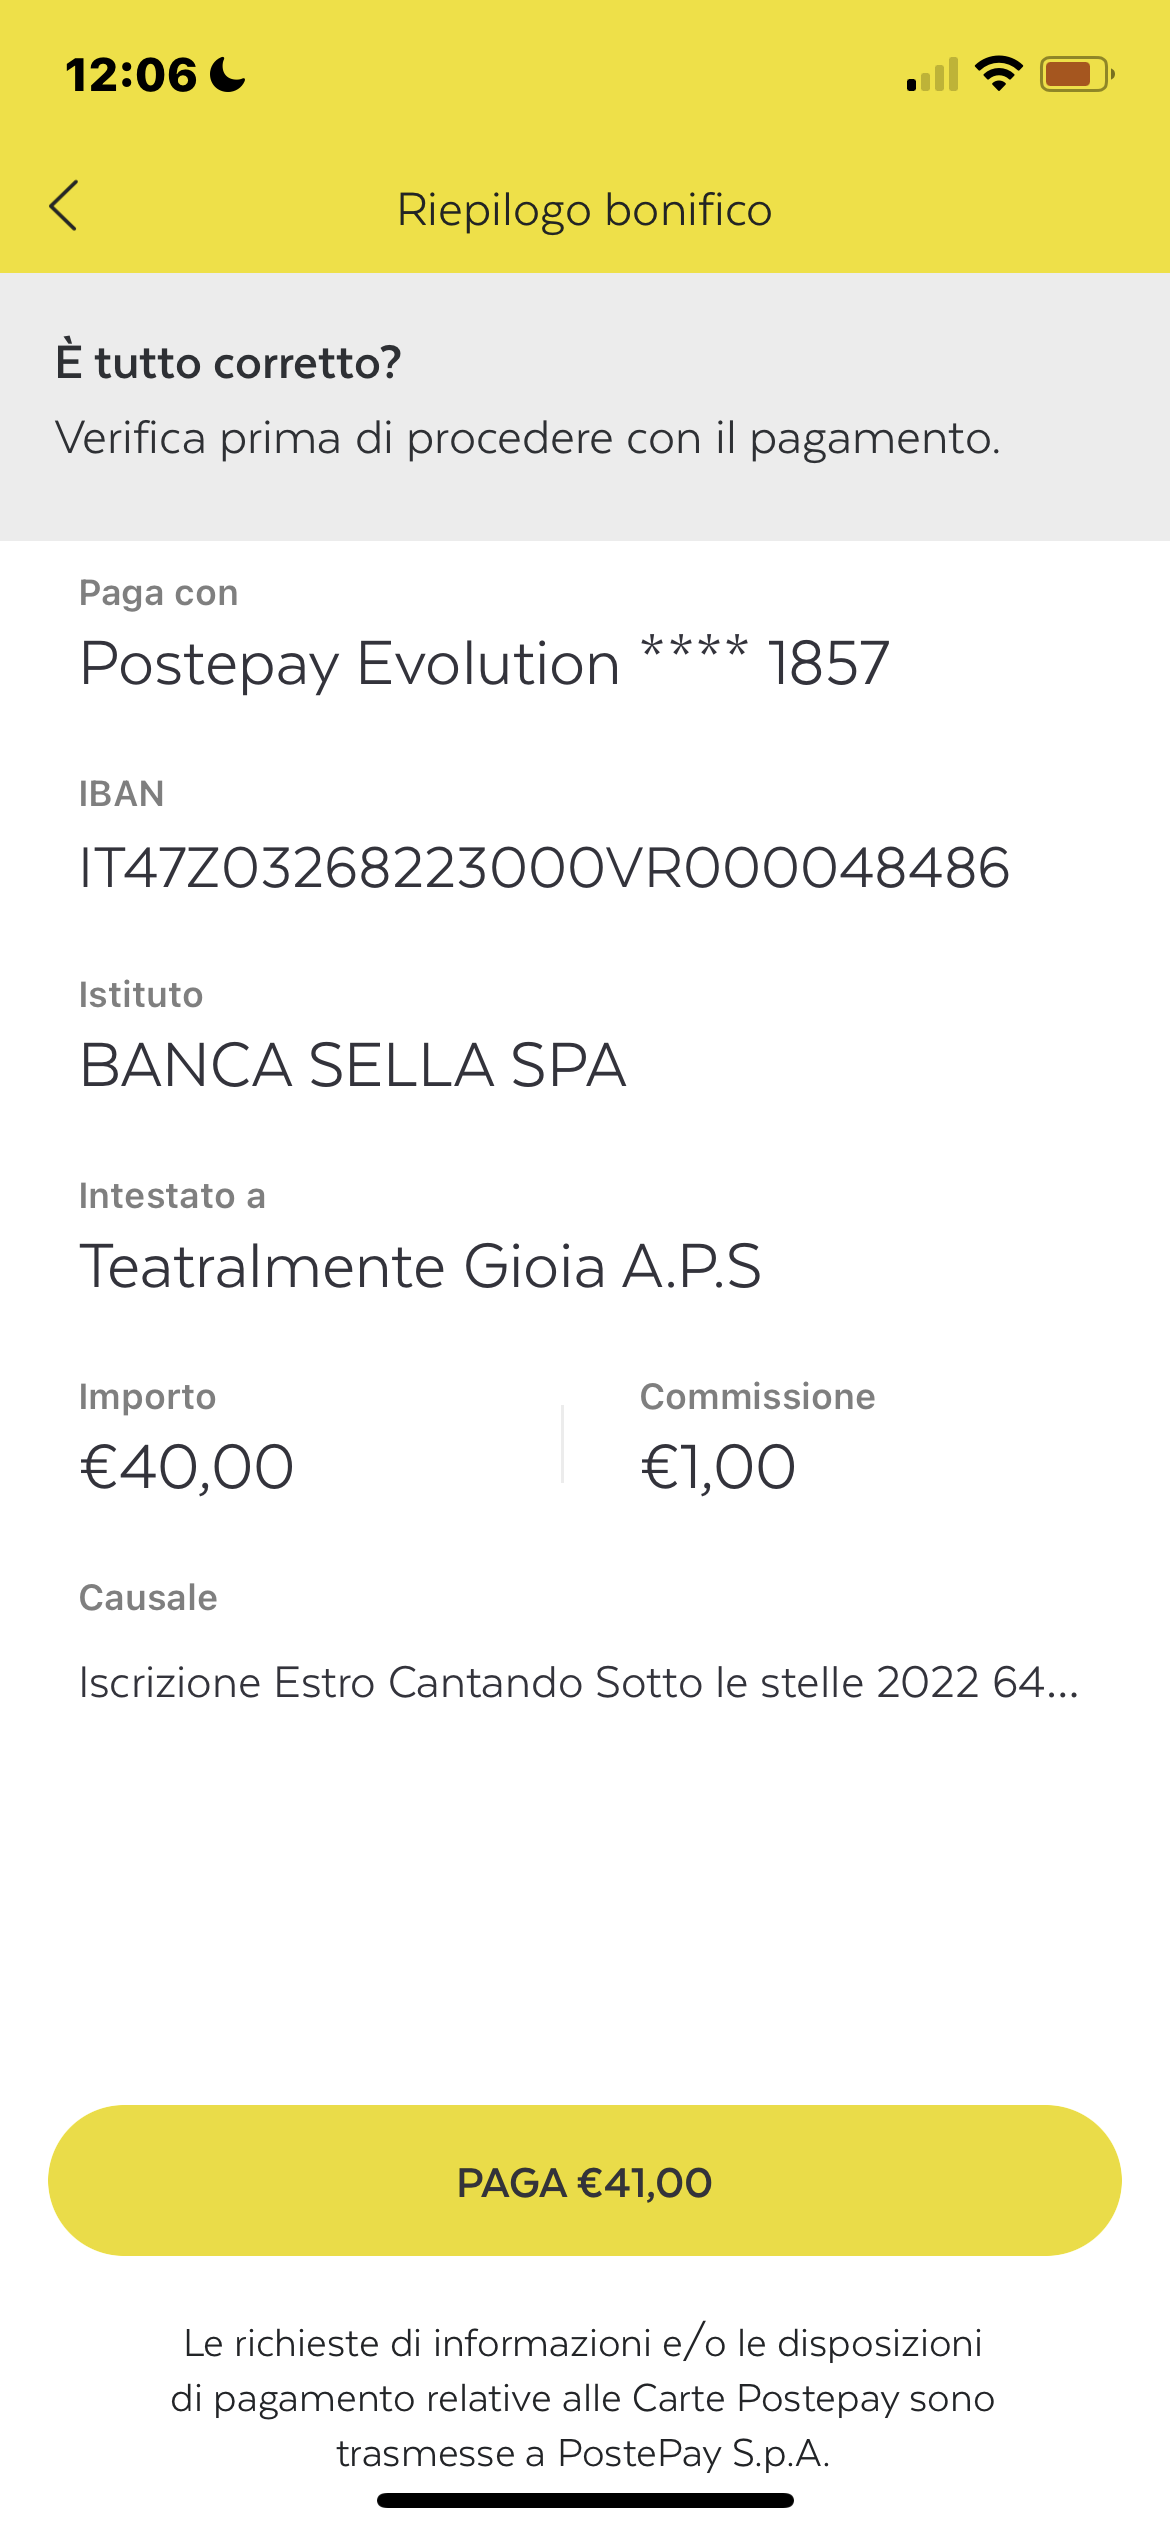 12:06
Riepilogo bonifico
È tutto corretto?
Verifica prima di procedere con il pagamento.
Paga con
Postepay Evolution **** 1857
IBAN
IT47Z03268223000VR000048486
Istituto
BANCA SELLA SPA
Intestato a
Teatralmente Gioia A.P.S
Importo
€40,00
Commissione
€1,00
Causale
Iscrizione Estro Cantando Sotto le stelle 2022 64...
PAGA €41,00
Le richieste di informazioni e/o le disposizioni
di pagamento relative alle Carte Postepay sono
trasmesse a PostePay S.p.A.